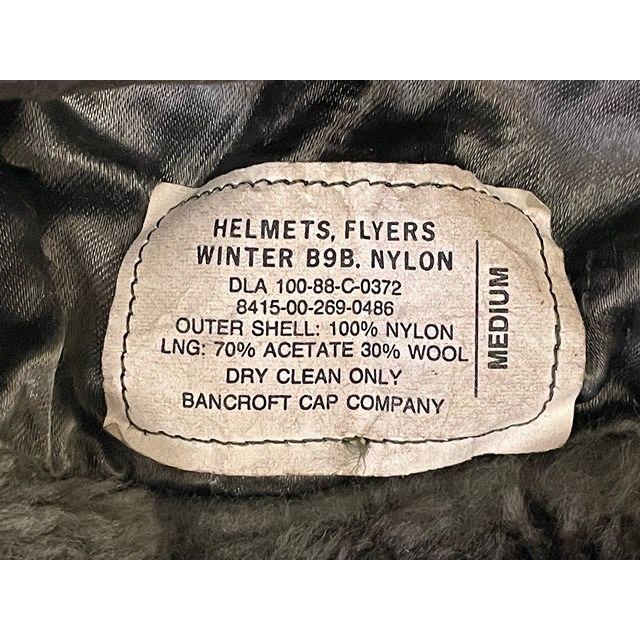 HELMETS, FLYERS
WINTER B9B. NYLON
DLA 100-88-C-0372
8415-00-269-0486
OUTER SHELL: 100% NYLON
LNG: 70% ACETATE 30% WOOL
DRY CLEAN ONLY
BANCROFT CAP COMPANY
MEDIUM